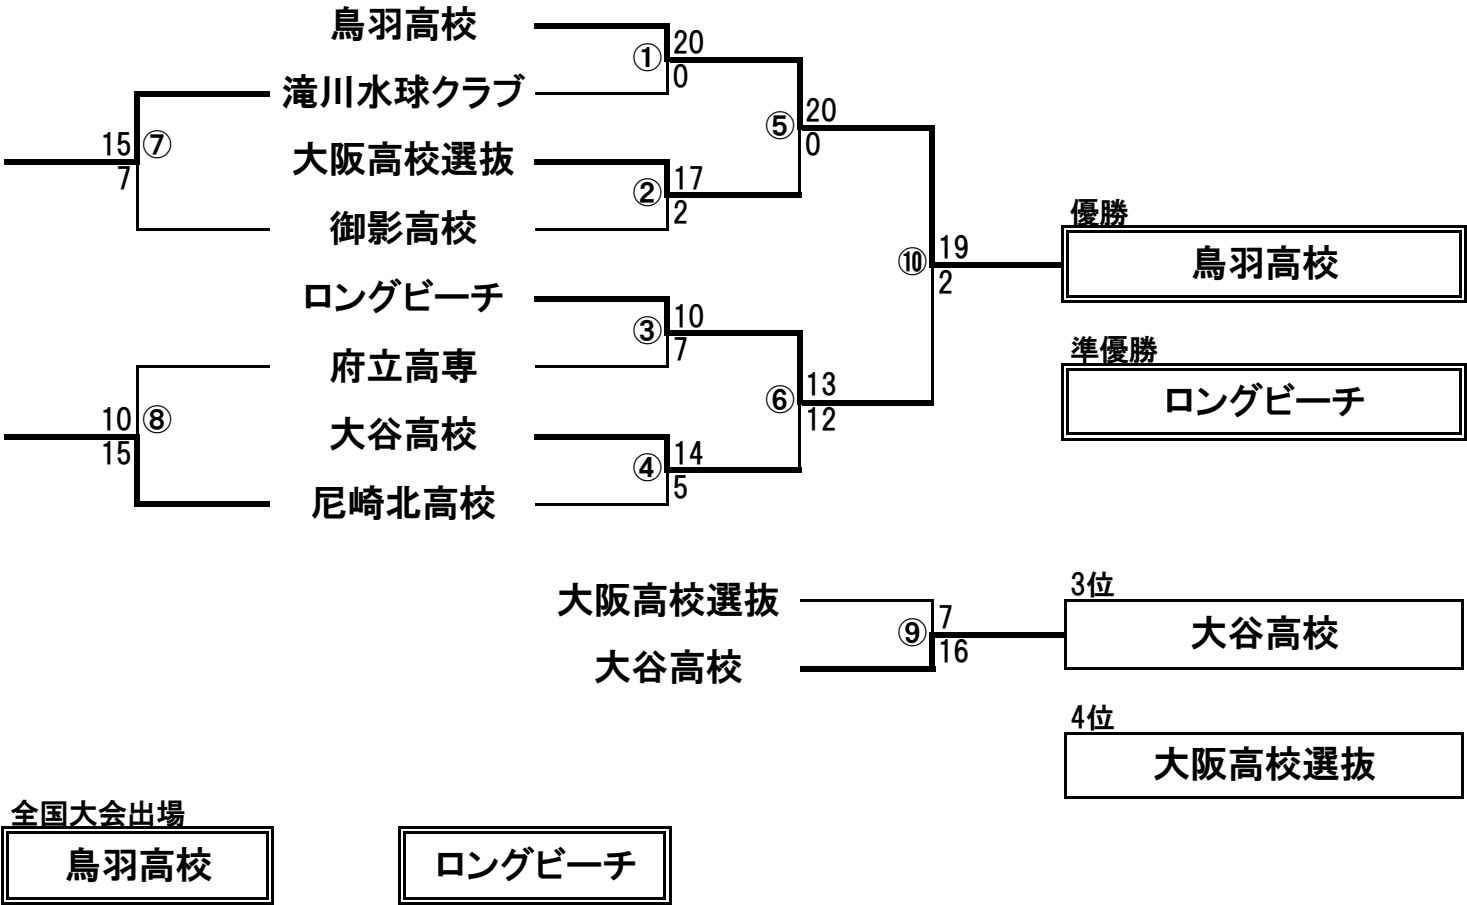 鳥羽高校
① 20
0
滝川水球クラブ
15 ⑦
7
⑤ 20
0
大阪高校選抜
② 17
2
御影高校
優勝
鳥羽高校
⑩ 19
2
ロングビーチ
③ 10
7
準優勝
ロングビーチ
府立高専
⑥ 13
12
10 ⑧
15
大谷高校
④ 14
5
尼崎北高校
3位
大阪高校選抜
⑨ 7
16
大谷高校
大谷高校
4位
大阪高校選抜
全国大会出場
鳥羽高校
ロングビーチ